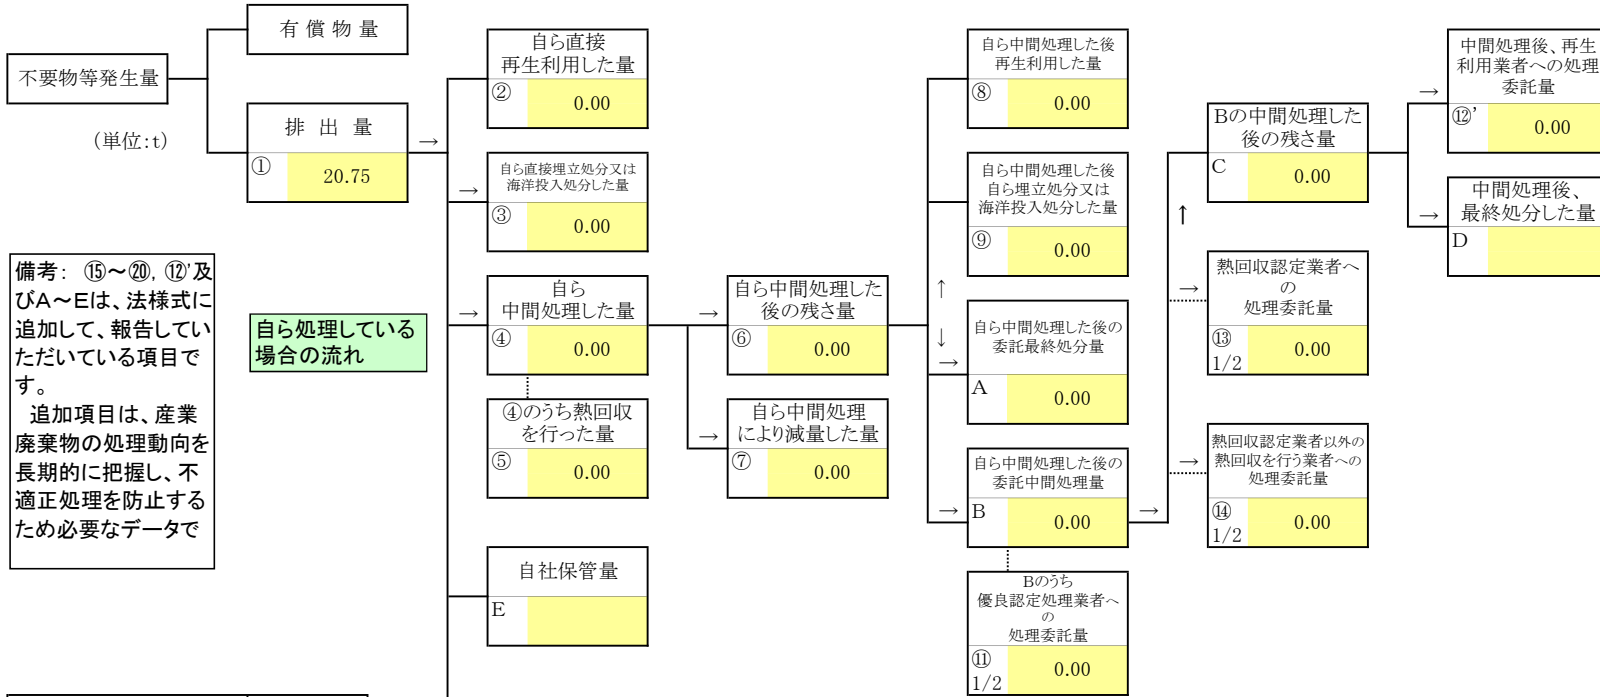 有 償 物 量
不要物等発生量
(単位:t)
排 出 量
→
①
20.75
備考： ⑮～⑳, ⑫'及
びA～Eは、法様式に
追加して、報告してい
ただいている項目で
す。
追加項目は、産業
廃棄物の処理動向を
長期的に把握し、不
適正処理を防止する
ため必要なデータで
自ら処理している
場合の流れ
自ら直接
再生利用した量
②
0.00
→
自ら直接埋立処分又は
海洋投入処分した量
③
0.00
→
自ら
中間処理した量
④
0.00
④のうち熱回収
を行った量
⑤
0.00
自社保管量
E
→
自ら中間処理した
後の残さ量
⑥
0.00
→
自ら中間処理
により減量した量
⑦
0.00
自ら中間処理した後
再生利用した量
⑧
0.00
自ら中間処理した後
自ら埋立処分又は
海洋投入処分した量
⑨
0.00
↑
↓
→
自ら中間処理した後の
委託最終処分量
A
0.00
→
自ら中間処理した後の
委託中間処理量
B
0.00
→
Bのうち
優良認定処理業者へ
の
処理委託量
⑪
1/2
0.00
↑
Bの中間処理した
後の残さ量
C
0.00
→
熱回収認定業者へ
の
処理委託量
⑬
1/2
0.00
→
熱回収認定業者以外の
熱回収を行う業者への
処理委託量
⑭
1/2
0.00
→
中間処理後、再生
利用業者への処理
委託量
⑫'
0.00
→
中間処理後、
最終処分した量
D